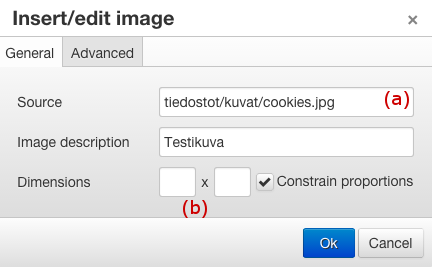 Insert/edit image ×
General Advanced
Source tiedostot/kuvat/cookies.jpg (a)
Image description Testikuva
Dimensions x Constrain proportions
(b)
Ok Cancel